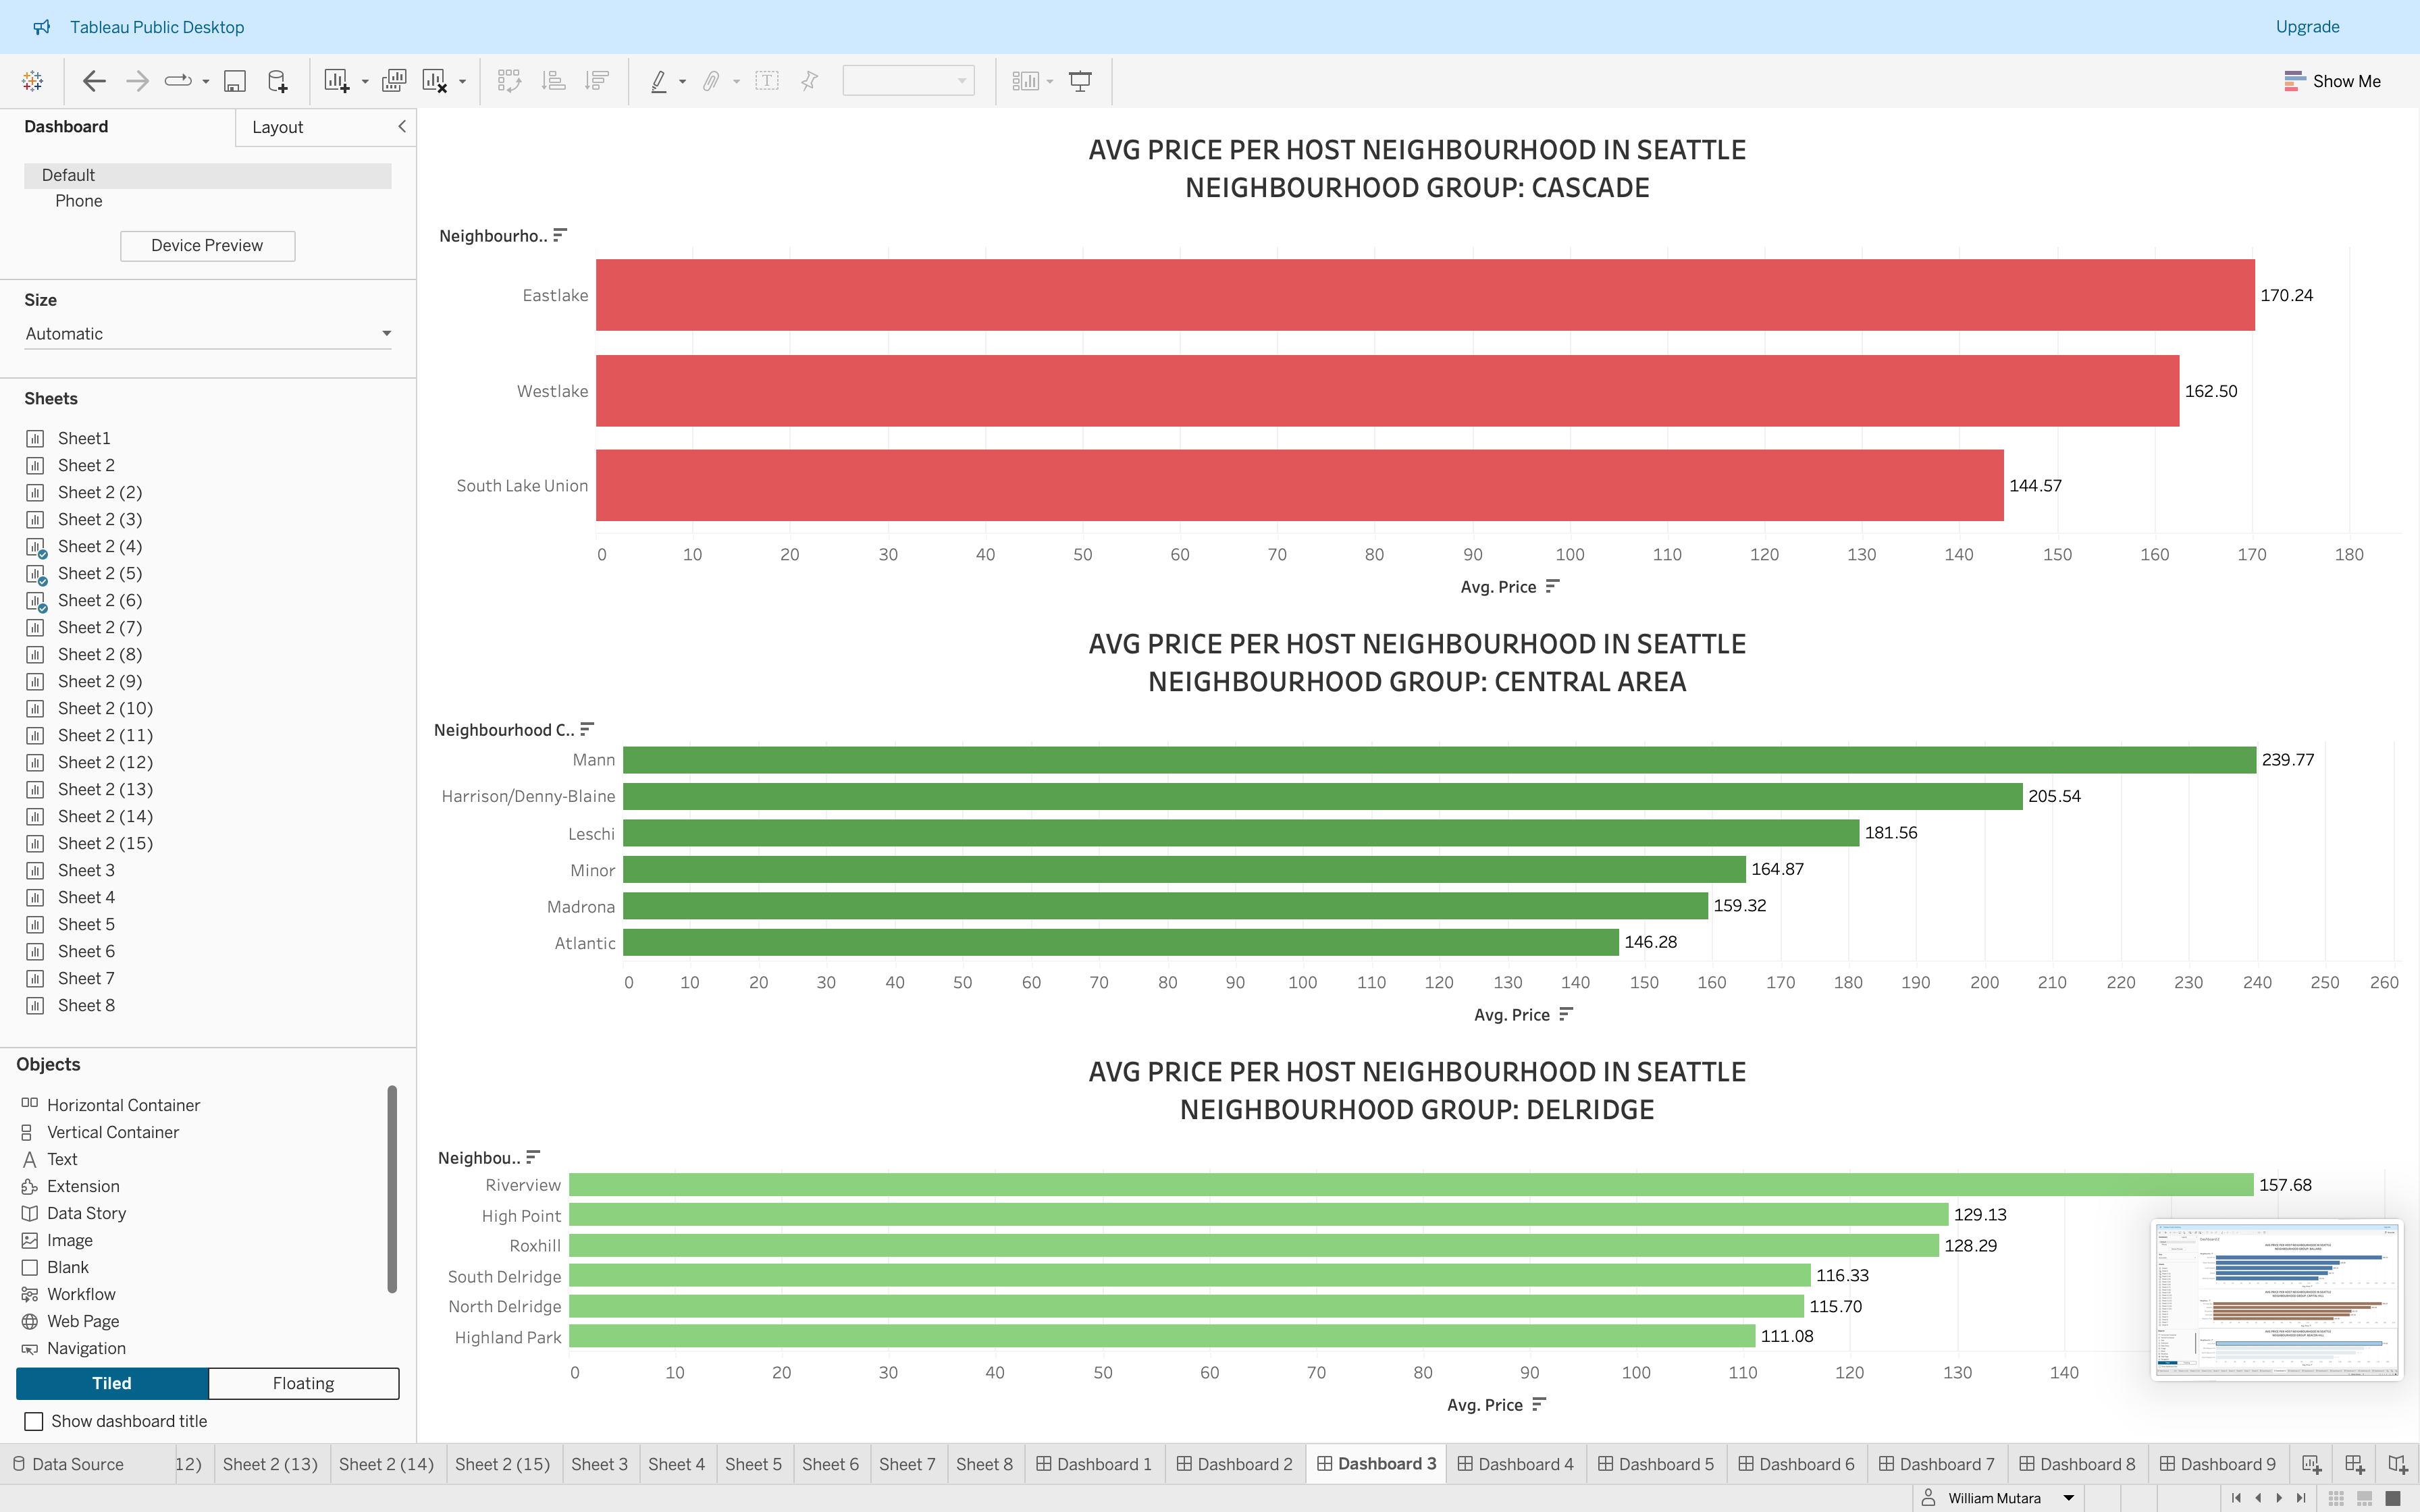 Tableau Public Desktop
Upgrade
Show Me
Dashboard
Layout
Default
Phone
Device Preview
Size
Automatic
Sheets
Sheet1
Sheet 2
Sheet 2 (2)
Sheet 2 (3)
Sheet 2 (4)
Sheet 2 (5)
Sheet 2 (6)
Sheet 2 (7)
Sheet 2 (8)
Sheet 2 (9)
Sheet 2 (10)
Sheet 2 (11)
Sheet 2 (12)
Sheet 2 (13)
Sheet 2 (14)
Sheet 2 (15)
Sheet 3
Sheet 4
Sheet 5
Sheet 6
Sheet 7
Sheet 8
Objects
Horizontal Container
Vertical Container
Text
Extension
Data Story
Image
Blank
Workflow
Web Page
Navigation
Tiled
Floating
Show dashboard title
AVG PRICE PER HOST NEIGHBOURHOOD IN SEATTLE
NEIGHBOURHOOD GROUP: CASCADE
Neighbourho..
Eastlake 170.24
Westlake 162.50
South Lake Union 144.57
0 10 20 30 40 50 60 70 80 90 100 110 120 130 140 150 160 170 180
Avg. Price
AVG PRICE PER HOST NEIGHBOURHOOD IN SEATTLE
NEIGHBOURHOOD GROUP: CENTRAL AREA
Neighbourhood C..
Mann 239.77
Harrison/Denny-Blaine 205.54
Leschi 181.56
Minor 164.87
Madrona 159.32
Atlantic 146.28
0 10 20 30 40 50 60 70 80 90 100 110 120 130 140 150 160 170 180 190 200 210 220 230 240 250 260
Avg. Price
AVG PRICE PER HOST NEIGHBOURHOOD IN SEATTLE
NEIGHBOURHOOD GROUP: DELRIDGE
Neighbou..
Riverview 157.68
High Point 129.13
Roxhill 128.29
South Delridge 116.33
North Delridge 115.70
Highland Park 111.08
0 10 20 30 40 50 60 70 80 90 100 110 120 130 140
Avg. Price
Data Source 12) Sheet 2 (13) Sheet 2 (14) Sheet 2 (15) Sheet 3 Sheet 4 Sheet 5 Sheet 6 Sheet 7 Sheet 8 Dashboard 1 Dashboard 2 Dashboard 3 Dashboard 4 Dashboard 5 Dashboard 6 Dashboard 7 Dashboard 8 Dashboard 9
William Mutara